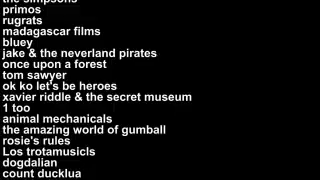 the simpsons
primos
rugrats
madagascar films
bluey
jake & the neverland pirates
once upon a forest
tom sawyer
ok ko let's be heroes
xavier riddle & the secret museum
1 too
animal mechanicals
the amazing world of gumball
rosie's rules
Los trotamusicls
dogdalian
count ducklua